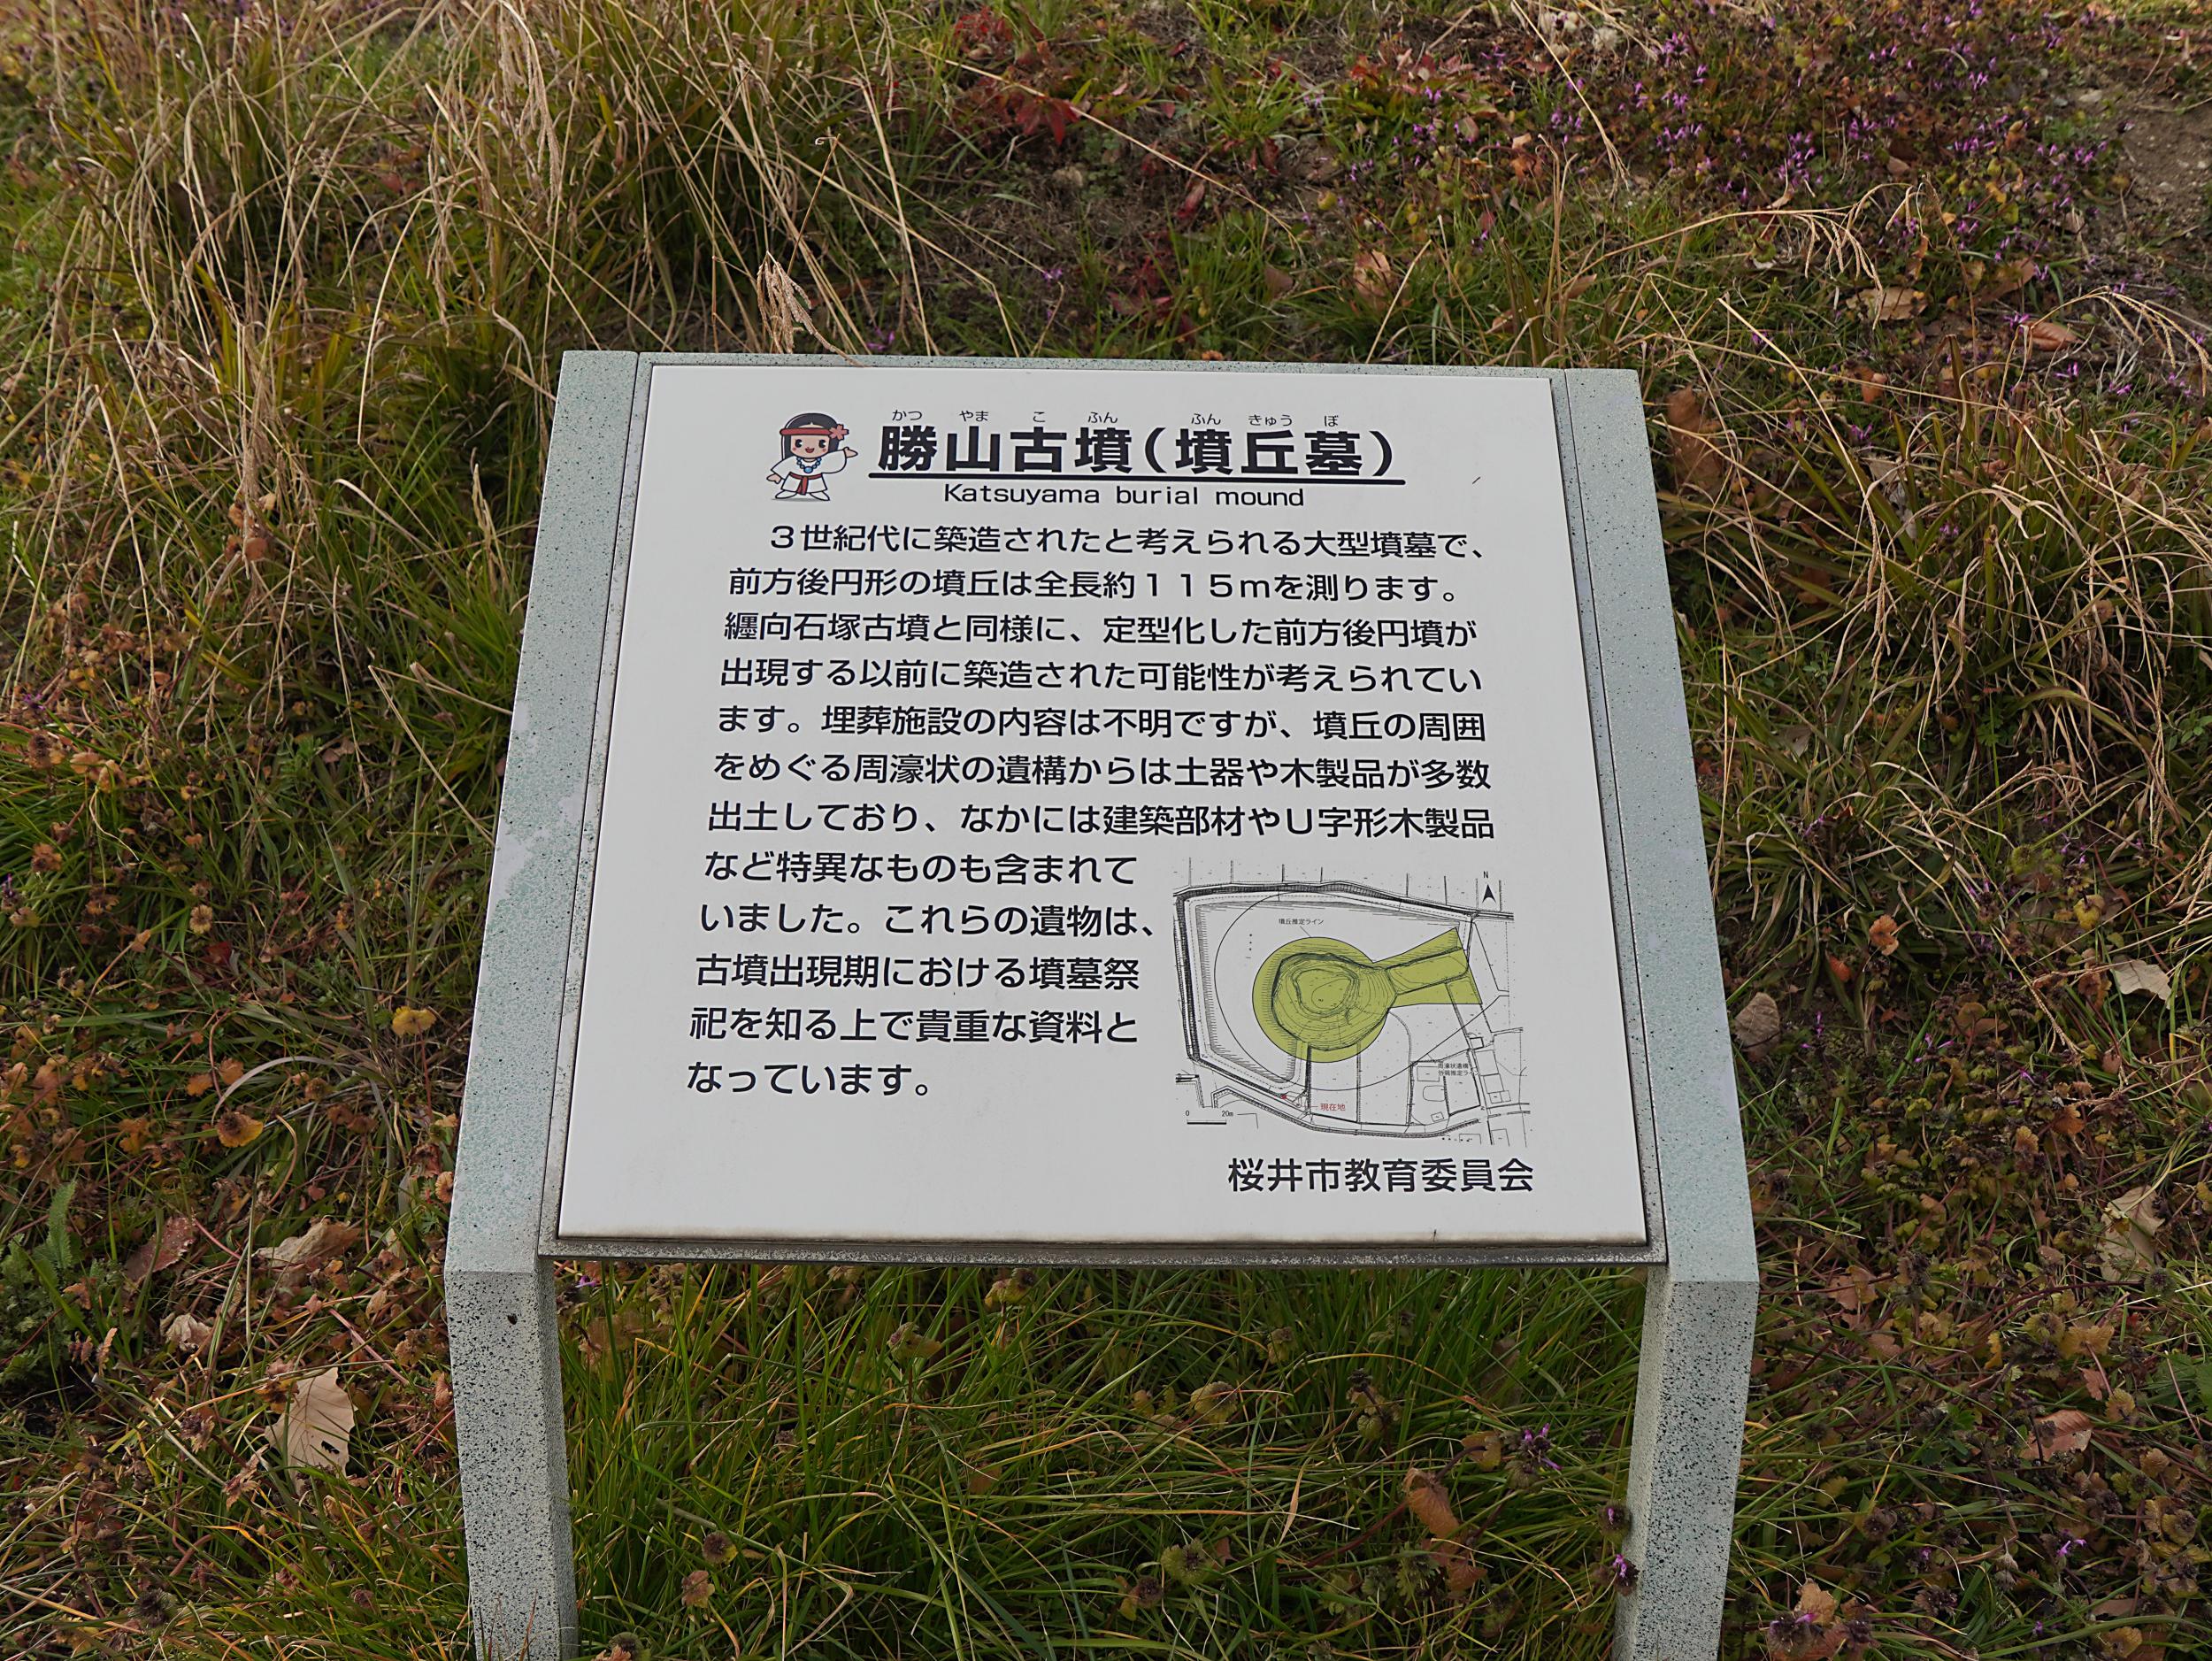 かつ やま こ ふん ふん きゅう ぼ
勝山古墳(墳丘墓)
Katsuyama burial mound
3世紀代に築造されたと考えられる大型墳墓で、
前方後円形の墳丘は全長約115mを測ります。
纒向石塚古墳と同様に、定型化した前方後円墳が
出現する以前に築造された可能性が考えられてい
ます。埋葬施設の内容は不明ですが、墳丘の周囲
をめぐる周濠状の遺構からは土器や木製品が多数
出土しており、なかには建築部材やU字形木製品
など特異なものも含まれて
いました。これらの遺物は、
古墳出現期における墳墓祭
祀を知る上で貴重な資料と
なっています。
N
墳丘推定ライン
現在地
0 20m
桜井市教育委員会